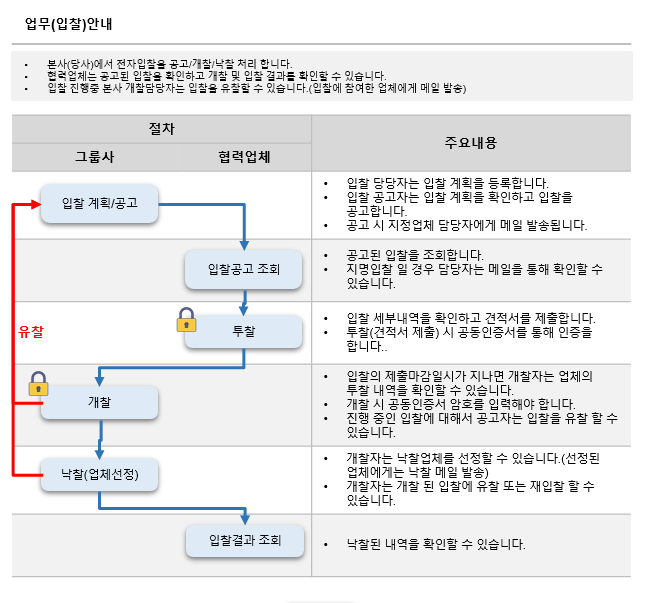 업무(입찰)안내
• 본사(당사)에서 전자입찰을 공고/개찰/낙찰 처리 합니다.
• 협력업체는 공고된 입찰을 확인하고 개찰 및 입찰 결과를 확인할 수 있습니다.
• 입찰 진행중 본사 개찰담당자는 입찰을 유찰할 수 있습니다.(입찰에 참여한 업체에게 메일 발송)
절차
주요내용
그룹사
협력업체
입찰 계획/공고
• 입찰 담당자는 입찰 계획을 등록합니다.
• 입찰 공고자는 입찰 계획을 확인하고 입찰을
공고합니다.
• 공고 시 지정업체 담당자에게 메일 발송됩니다.
입찰공고 조회
• 공고된 입찰을 조회합니다.
• 지명입찰 일 경우 담당자는 메일을 통해 확인할 수
있습니다.
유찰
투찰
• 입찰 세부내역을 확인하고 견적서를 제출합니다.
• 투찰(견적서 제출) 시 공동인증서를 통해 인증을
합니다..
개찰
• 입찰의 제출마감일시가 지나면 개찰자는 업체의
투찰 내역을 확인할 수 있습니다.
• 개찰 시 공동인증서 암호를 입력해야 합니다.
• 진행 중인 입찰에 대해서 공고자는 입찰을 유찰 할 수
있습니다.
낙찰(업체선정)
• 개찰자는 낙찰업체를 선정할 수 있습니다.(선정된
업체에게는 낙찰 메일 발송)
• 개찰자는 개찰 된 입찰에 유찰 또는 재입찰 할 수
있습니다.
입찰결과 조회
• 낙찰된 내역을 확인할 수 있습니다.